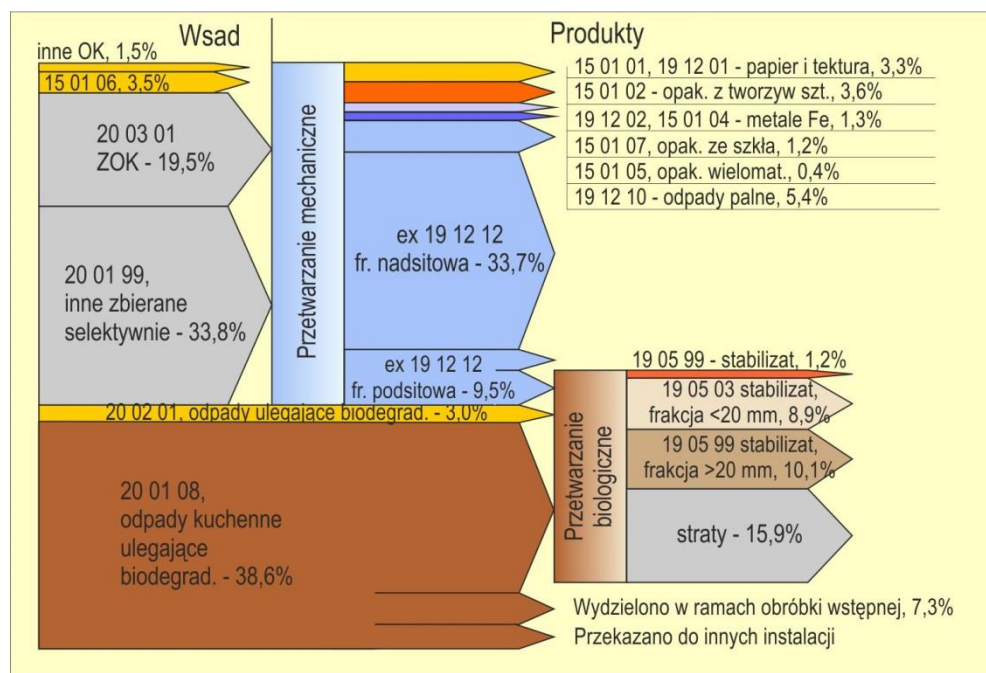 Wsad
Produkty
inne OK, 1,5%
15 01 06, 3,5%
20 03 01
ZOK - 19,5%
20 01 99,
inne zbierane
selektywnie - 33,8%
Przetwarzanie mechaniczne
15 01 01, 19 12 01 - papier i tektura, 3,3%
15 01 02 - opak. z tworzyw szt., 3,6%
19 12 02, 15 01 04 - metale Fe, 1,3%
15 01 07, opak. ze szkła, 1,2%
15 01 05, opak. wielomat., 0,4%
19 12 10 - odpady palne, 5,4%
ex 19 12 12
fr. nadsitowa - 33,7%
ex 19 12 12
fr. podsitowa - 9,5%
20 02 01, odpady ulegające biodegrad. - 3,0%
20 01 08,
odpady kuchenne
ulegające
biodegrad. - 38,6%
Przetwarzanie
biologiczne
19 05 99 - stabilizat, 1,2%
19 05 03 stabilizat,
frakcja <20 mm, 8,9%
19 05 99 stabilizat,
frakcja >20 mm, 10,1%
straty - 15,9%
Wydzielono w ramach obróbki wstępnej, 7,3%
Przekazano do innych instalacji